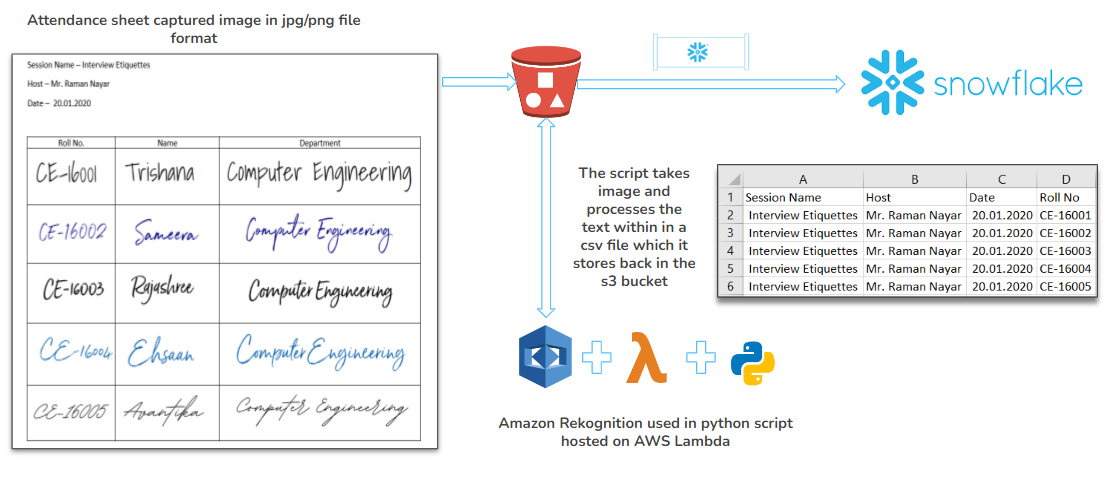 Attendance sheet captured image in jpg/png file
format
Session Name – Interview Etiquettes
Host – Mr. Raman Nayar
Date – 20.01.2020
Roll No. Name Department
CE-16001 Trishana Computer Engineering
CE-16002 Sameera Computer Engineering
CE-16003 Rajashree Computer Engineering
CE-16004 Ehsaan Computer Engineering
CE-16005 Avantika Computer Engineering
snowflake
The script takes
image and
processes the
text within in a
csv file which it
stores back in the
s3 bucket
A B C D
1 Session Name Host Date Roll No
2 Interview Etiquettes Mr. Raman Nayar 20.01.2020 CE-16001
3 Interview Etiquettes Mr. Raman Nayar 20.01.2020 CE-16002
4 Interview Etiquettes Mr. Raman Nayar 20.01.2020 CE-16003
5 Interview Etiquettes Mr. Raman Nayar 20.01.2020 CE-16004
6 Interview Etiquettes Mr. Raman Nayar 20.01.2020 CE-16005
λ
Amazon Rekognition used in python script
hosted on AWS Lambda